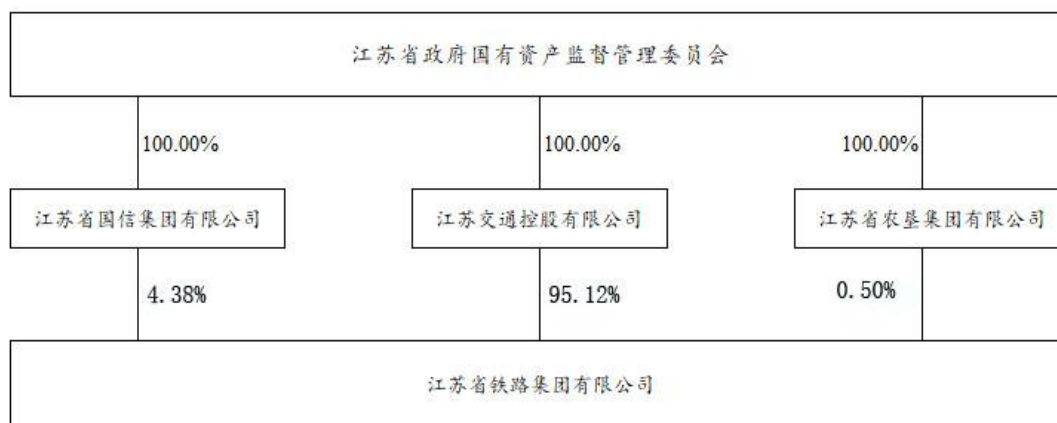 江苏省政府国有资产监督管理委员会
100.00%
100.00%
100.00%
江苏省国信集团有限公司
江苏交通控股有限公司
江苏省农垦集团有限公司
4.38%
95.12%
0.50%
江苏省铁路集团有限公司